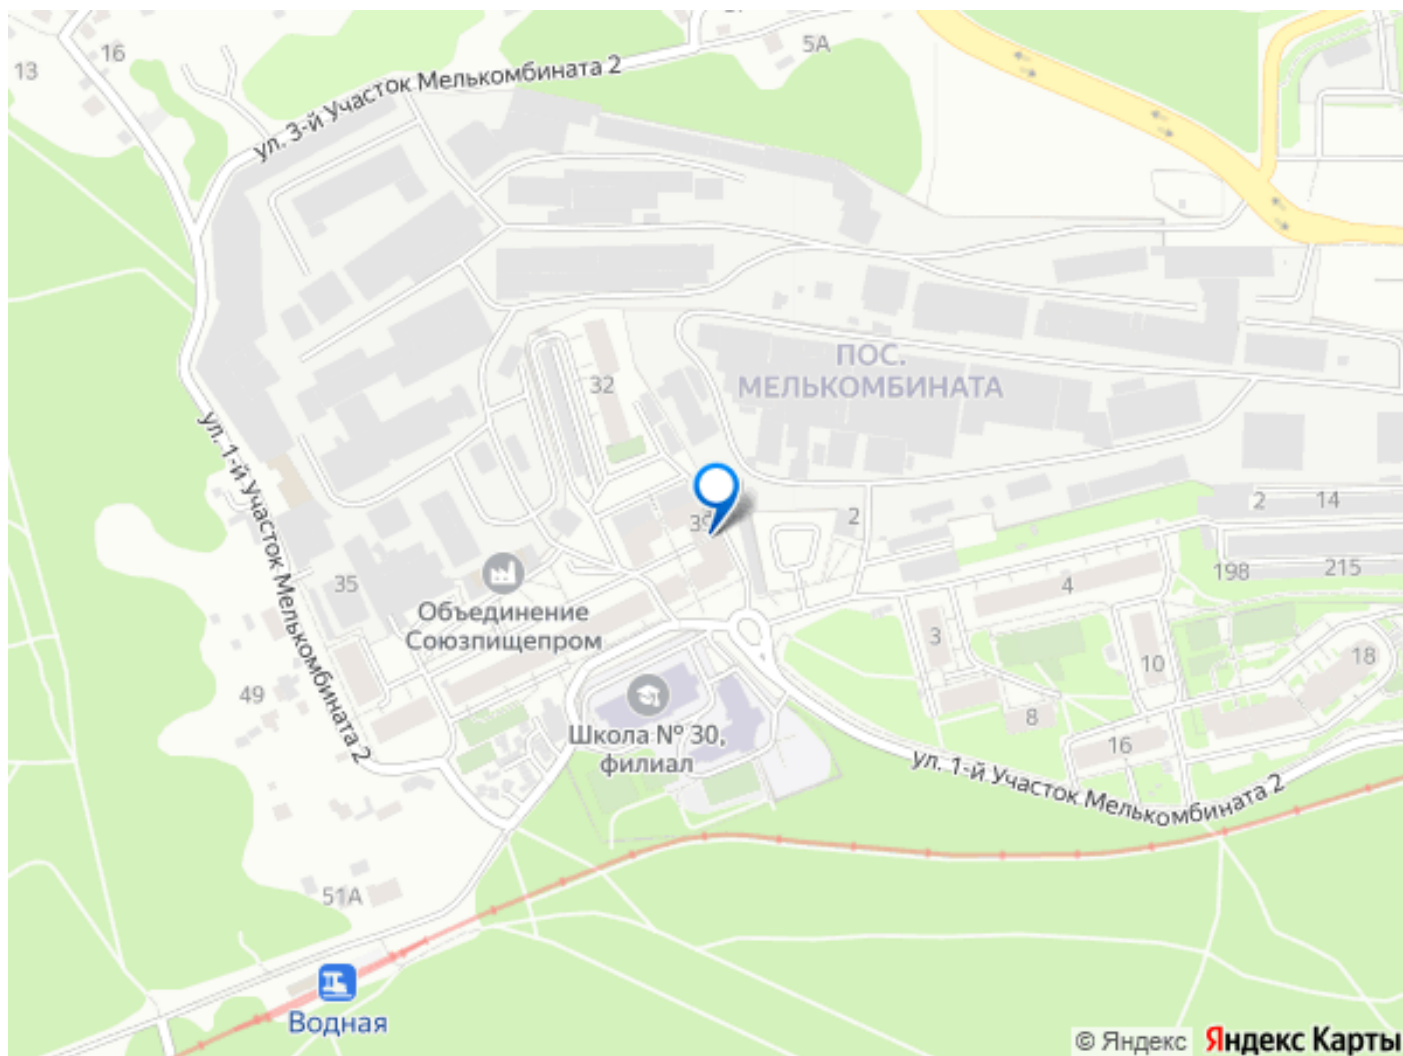 16
13
5А
ул. 3-й Участок Мелькомбината 2
ПОС.
МЕЛЬКОМБИНАТА
32
ул. 1-й Участок Мелькомбината 2
2
2
14
198
215
35
4
Объединение
Союзпищепром
3
10
18
49
8
16
Школа № 30,
филиал
ул. 1-й Участок Мелькомбината 2
51А
Водная
© Яндекс Яндекс Карты